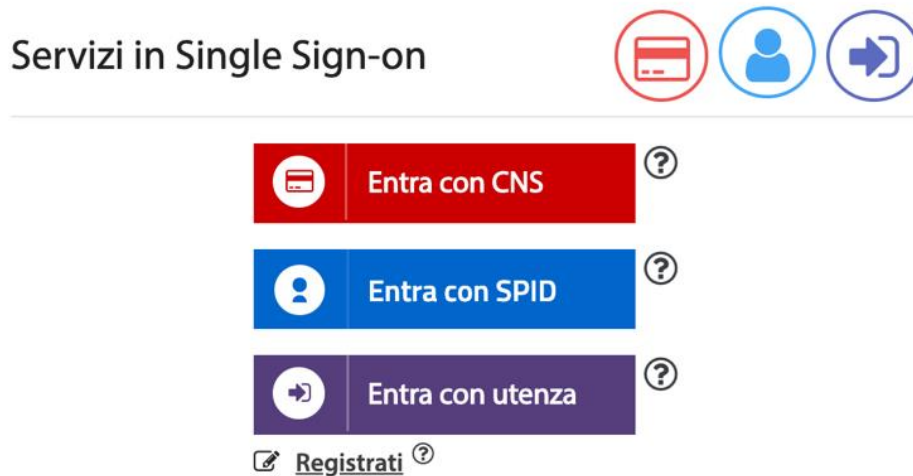 Servizi in Single Sign-on
Entra con CNS
?
Entra con SPID
?
Entra con utenza
?
Registrati ?